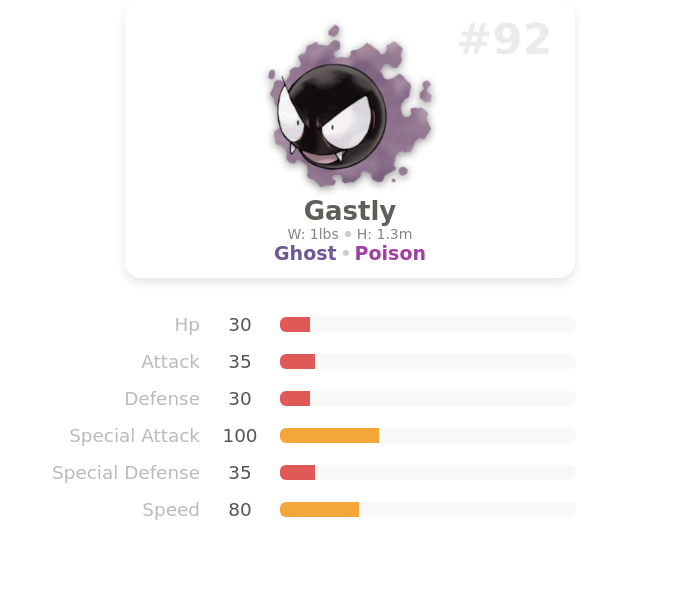 #92
Gastly
W: 1lbs • H: 1.3m
Ghost • Poison
Hp 30
Attack 35
Defense 30
Special Attack 100
Special Defense 35
Speed 80